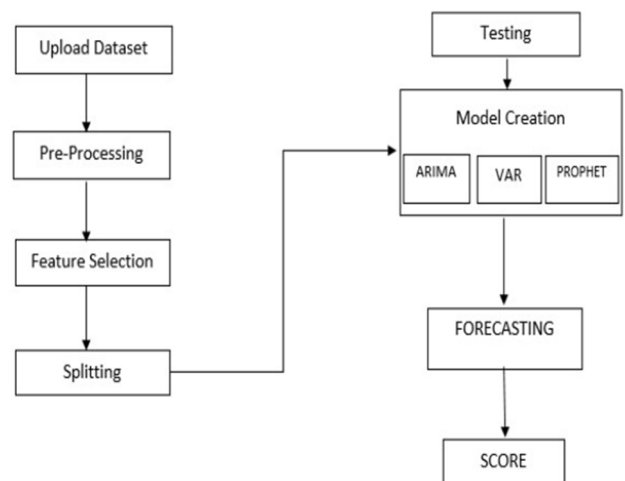 Upload Dataset
Pre-Processing
Feature Selection
Splitting
Testing
Model Creation
ARIMA
VAR
PROPHET
FORECASTING
SCORE